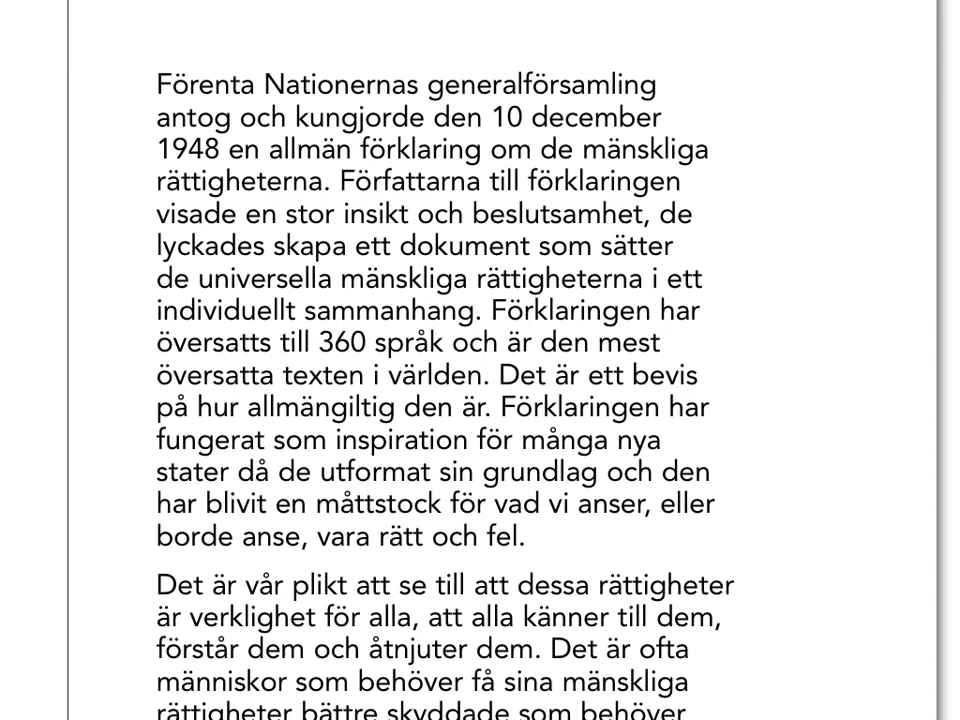 Förenta Nationernas generalförsamling
antog och kungjorde den 10 december
1948 en allmän förklaring om de mänskliga
rättigheterna. Författarna till förklaringen
visade en stor insikt och beslutsamhet, de
lyckades skapa ett dokument som sätter
de universella mänskliga rättigheterna i ett
individuellt sammanhang. Förklaringen har
översatts till 360 språk och är den mest
översatta texten i världen. Det är ett bevis
på hur allmängiltig den är. Förklaringen har
fungerat som inspiration för många nya
stater då de utformat sin grundlag och den
har blivit en måttstock för vad vi anser, eller
borde anse, vara rätt och fel.
Det är vår plikt att se till att dessa rättigheter
är verklighet för alla, att alla känner till dem,
förstår dem och åtnjuter dem. Det är ofta
människor som behöver få sina mänskliga
rättigheter bättre skyddade som behöver